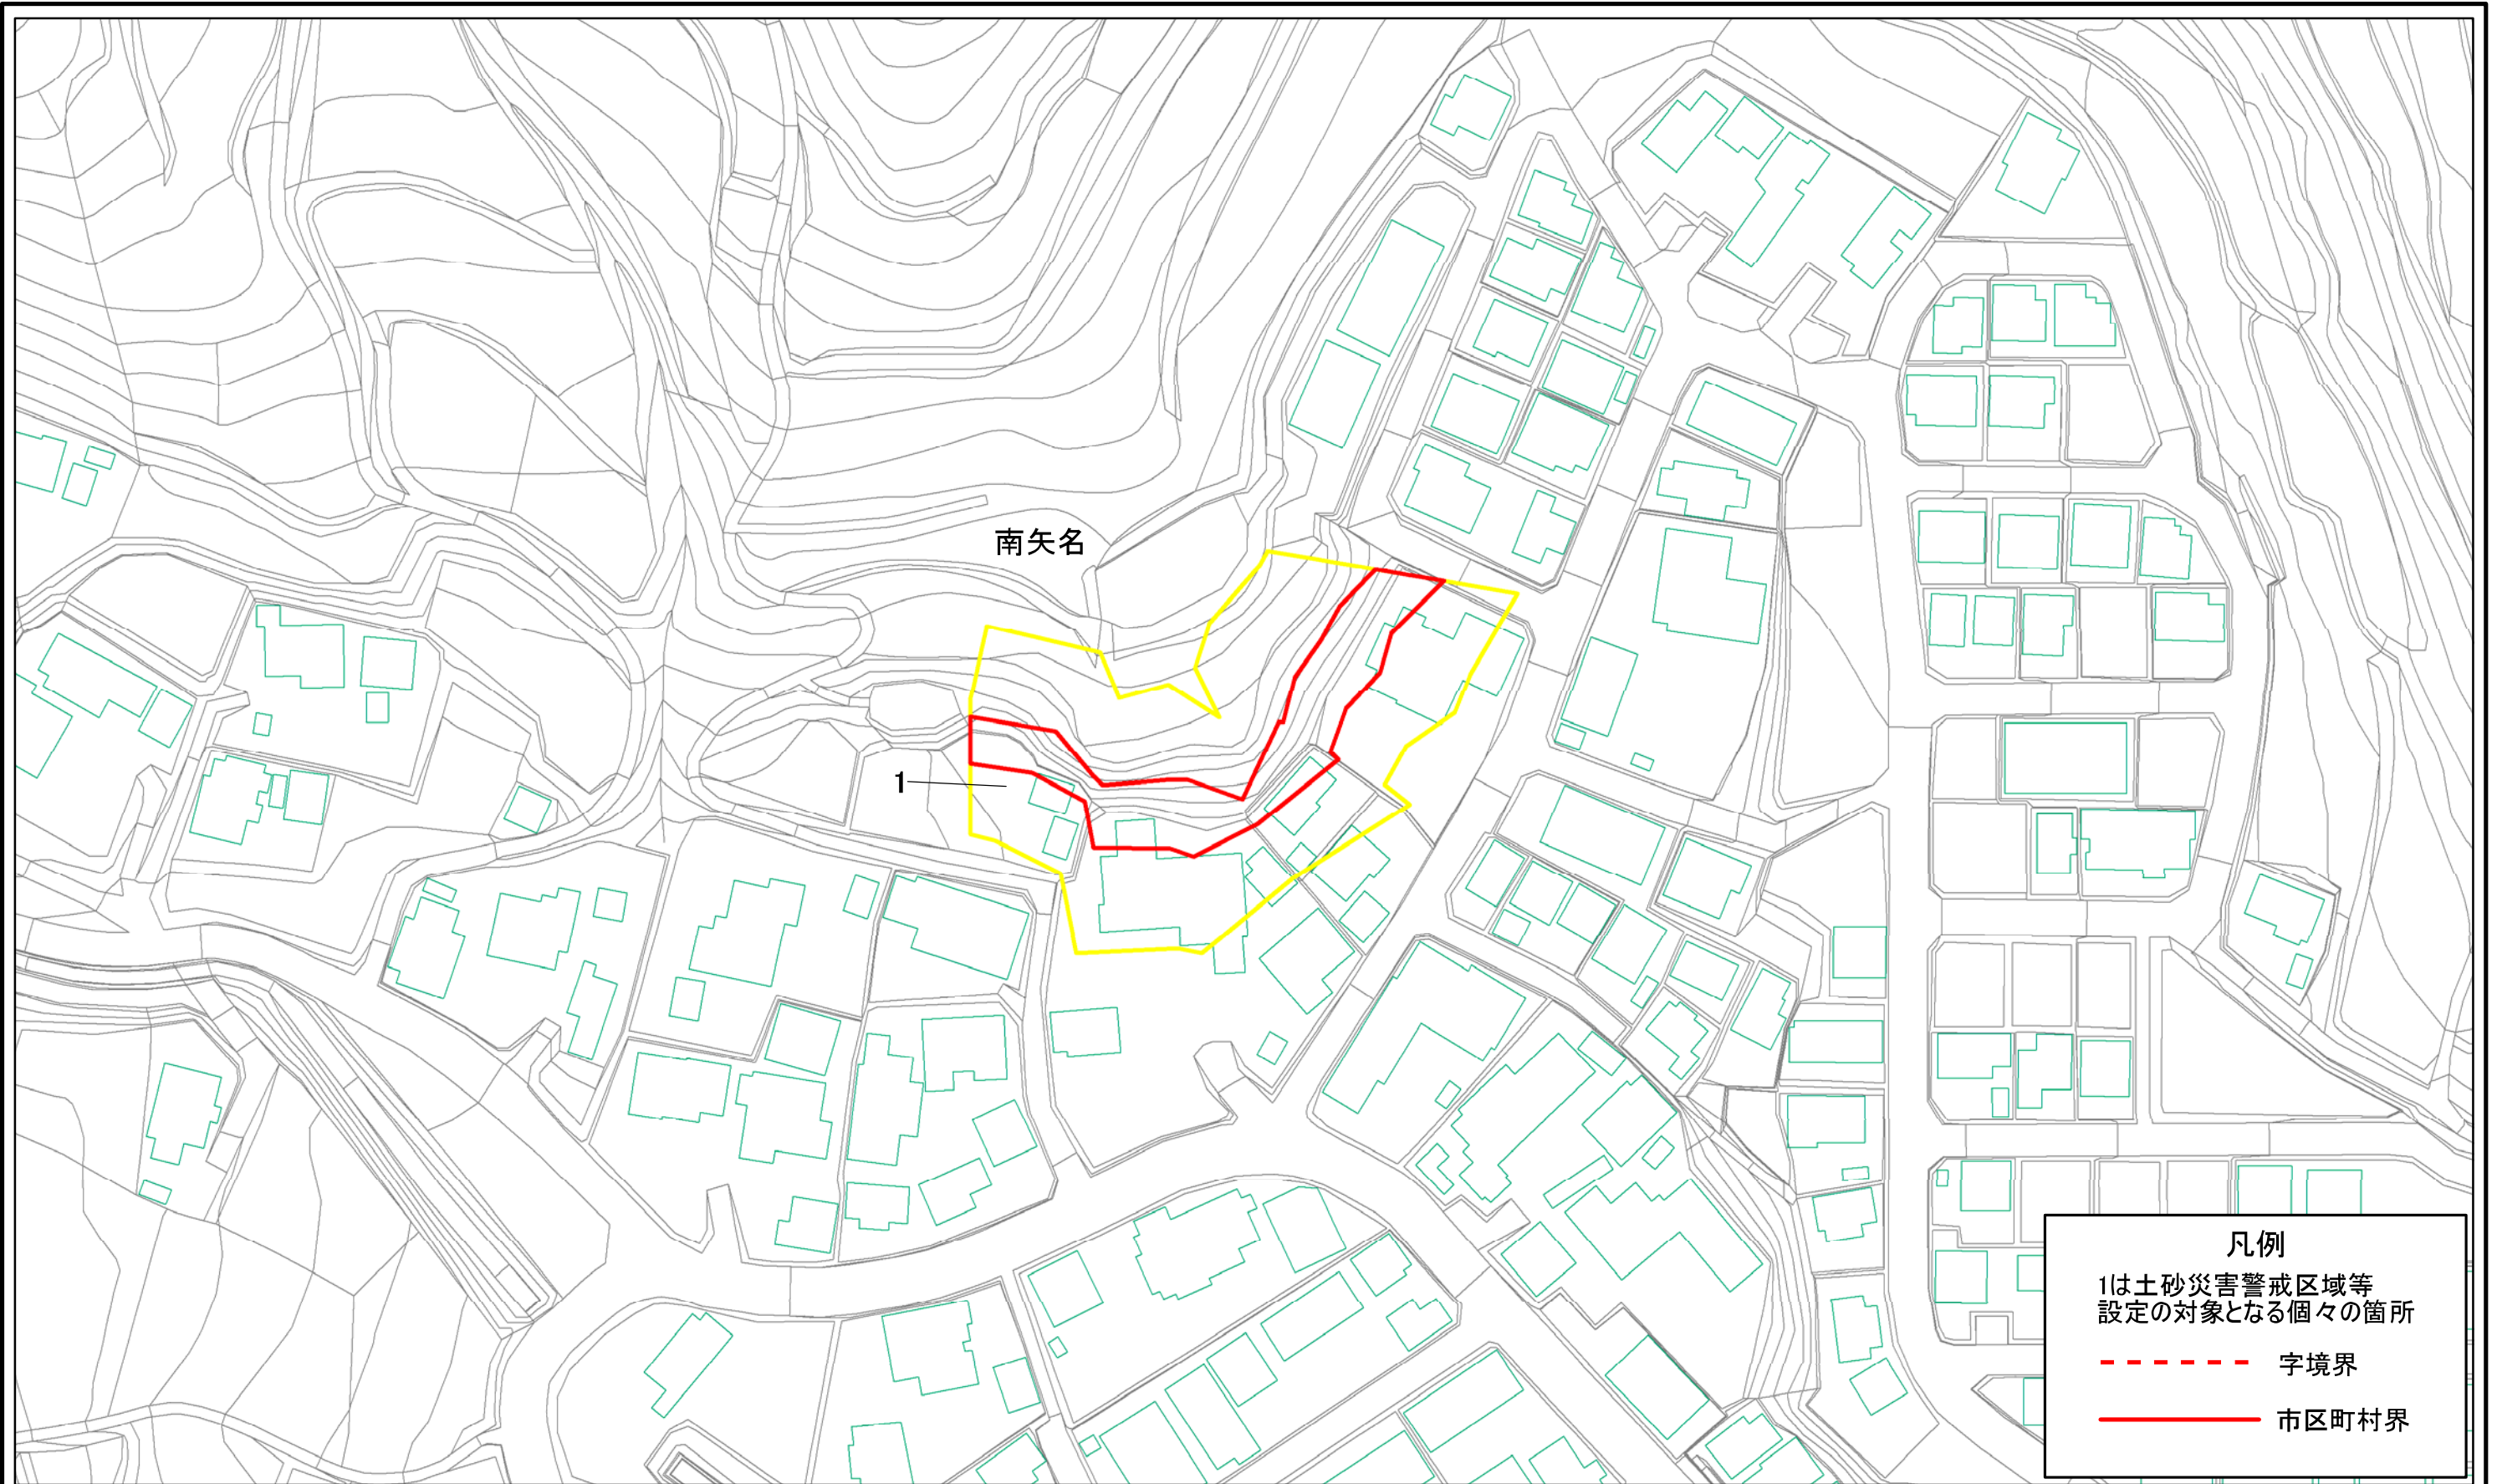 南矢名
1
凡例
1は土砂災害警戒区域等
設定の対象となる個々の箇所
字境界
市区町村界